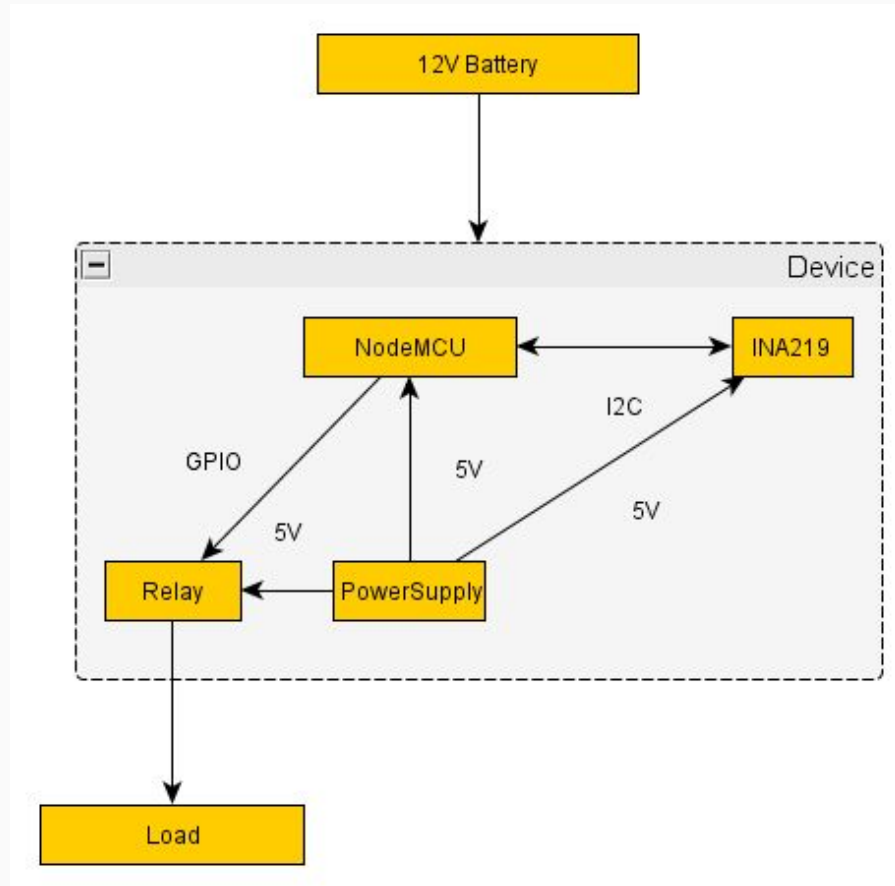 12V Battery
Device
NodeMCU
INA219
I2C
GPIO
5V
5V
5V
Relay
PowerSupply
Load